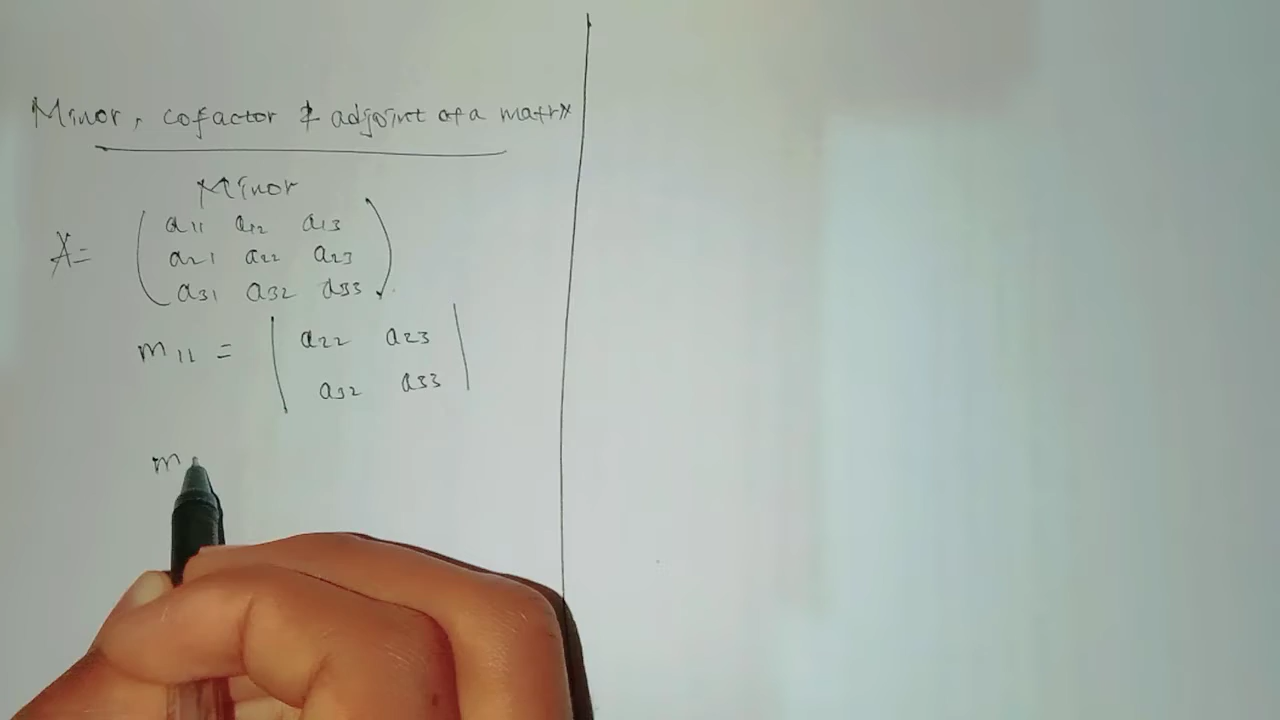 Minor, cofactor & adjoint of a matrix
Minor
A = ( a11 a12 a13
a21 a22 a23
a31 a32 a33 )
m11 = | a22 a23
a32 a33 |
m